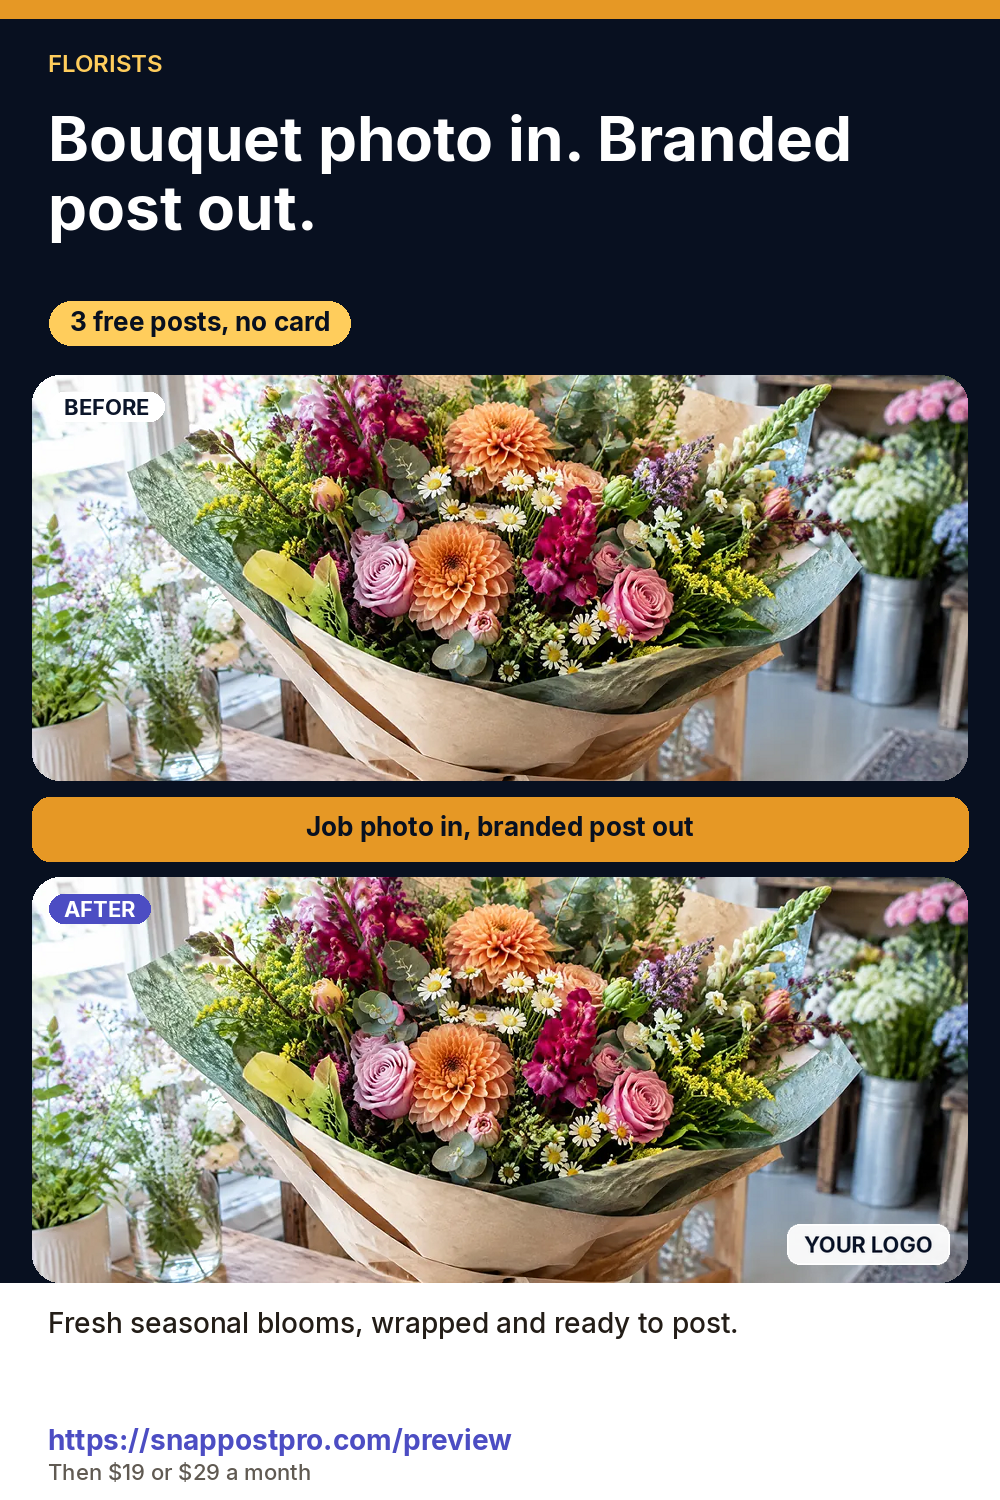 FLORISTS
Bouquet photo in. Branded
post out.
3 free posts, no card
BEFORE
Job photo in, branded post out
AFTER
YOUR LOGO
Fresh seasonal blooms, wrapped and ready to post.
https://snappostpro.com/preview
Then $19 or $29 a month